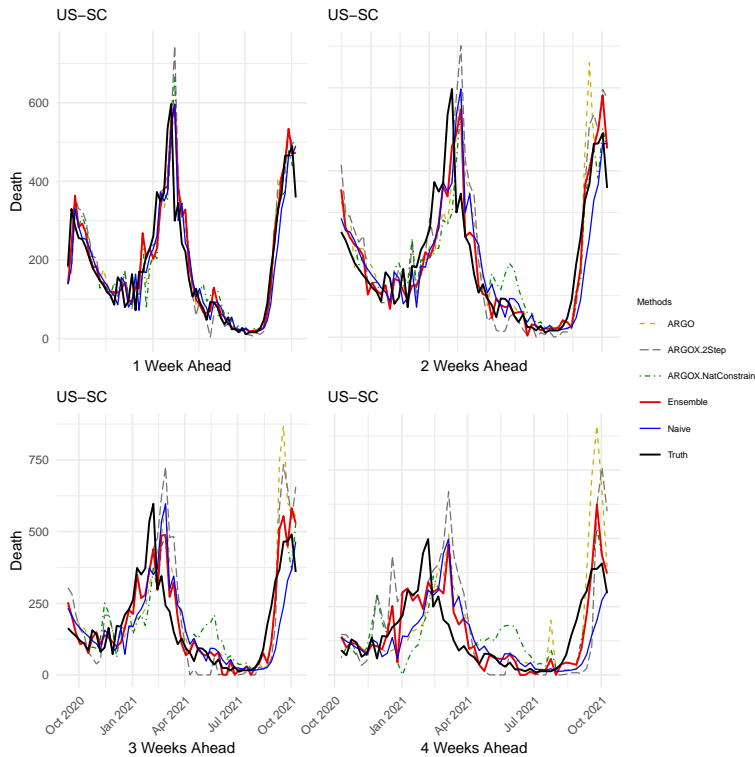 US−SC
US−SC
Death
600
400
200
0
1 Week Ahead
2 Weeks Ahead
US−SC
US−SC
Death
750
500
250
0
Oct 2020
Jan 2021
Apr 2021
Jul 2021
Oct 2021
Oct 2020
Jan 2021
Apr 2021
Jul 2021
Oct 2021
3 Weeks Ahead
4 Weeks Ahead
Methods
ARGO
ARGOX.2Step
ARGOX.NatConstrain
Ensemble
Naive
Truth